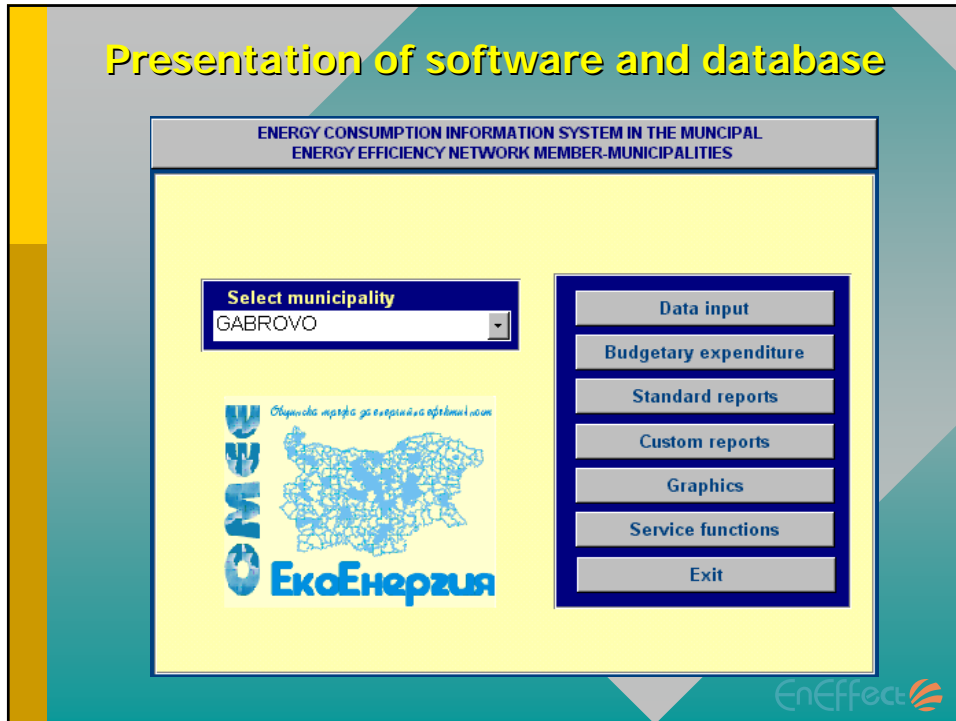 Presentation of software and database
ENERGY CONSUMPTION INFORMATION SYSTEM IN THE MUNCIPAL
ENERGY EFFICIENCY NETWORK MEMBER-MUNICIPALITIES
Select municipality
GABROVO
Data input
Budgetary expenditure
Standard reports
Custom reports
Graphics
Service functions
Exit
ОМЕЕ
ЕкоЕнергия
EnEffect